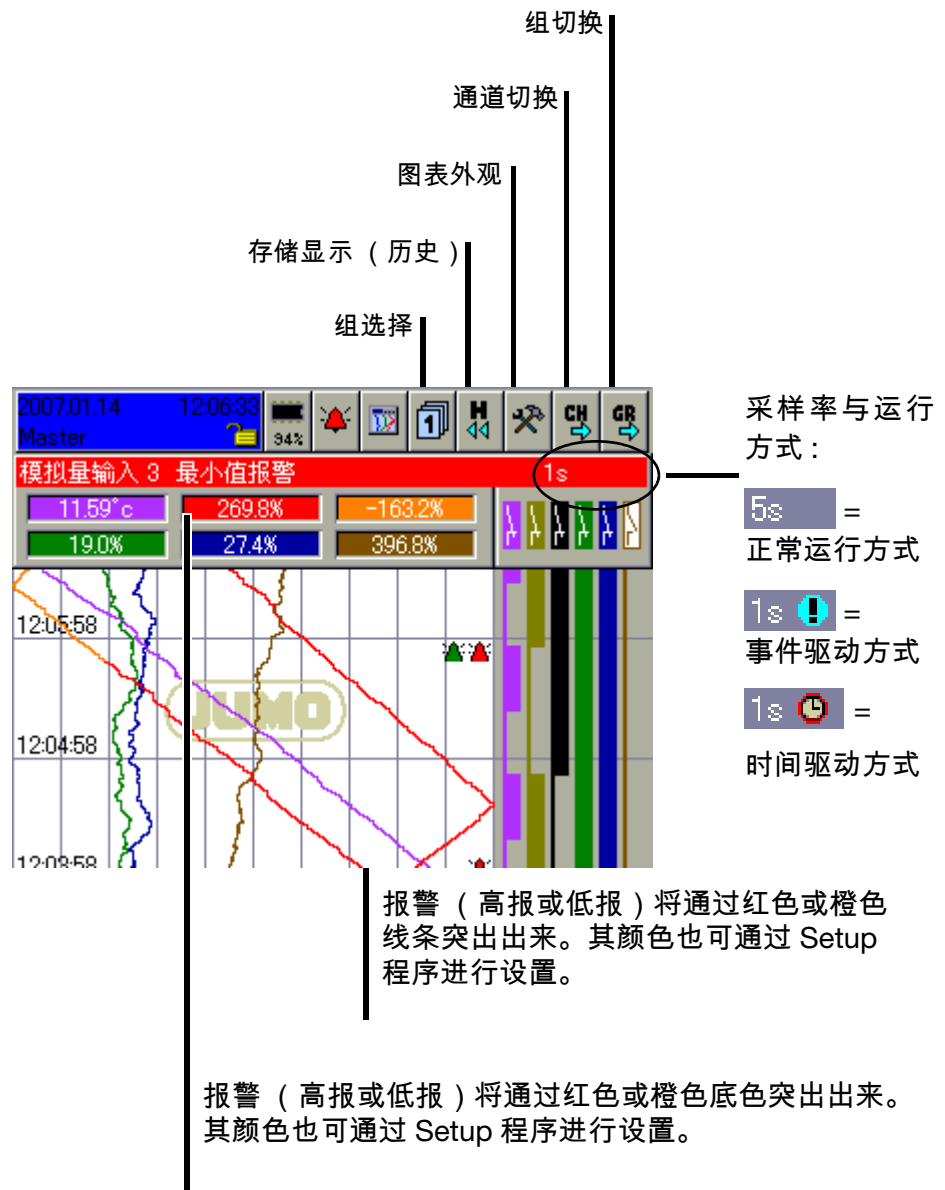 组切换
通道切换
图表外观
存储显示 （历史）
组选择
2007.01.14 12:06:33
Master
94%
1
H
CH
GR
模拟量输入 3 最小值报警 1s
11.59°c 269.8% -163.2%
19.0% 27.4% 396.8%
12:05:58
JUMO
12:04:58
12:03:58
采样率与运行
方式：
5s =
正常运行方式
1s =
事件驱动方式
1s =
时间驱动方式
报警 （高报或低报）将通过红色或橙色
线条突出出来。其颜色也可通过 Setup
程序进行设置。
报警 （高报或低报）将通过红色或橙色底色突出出来。
其颜色也可通过 Setup 程序进行设置。